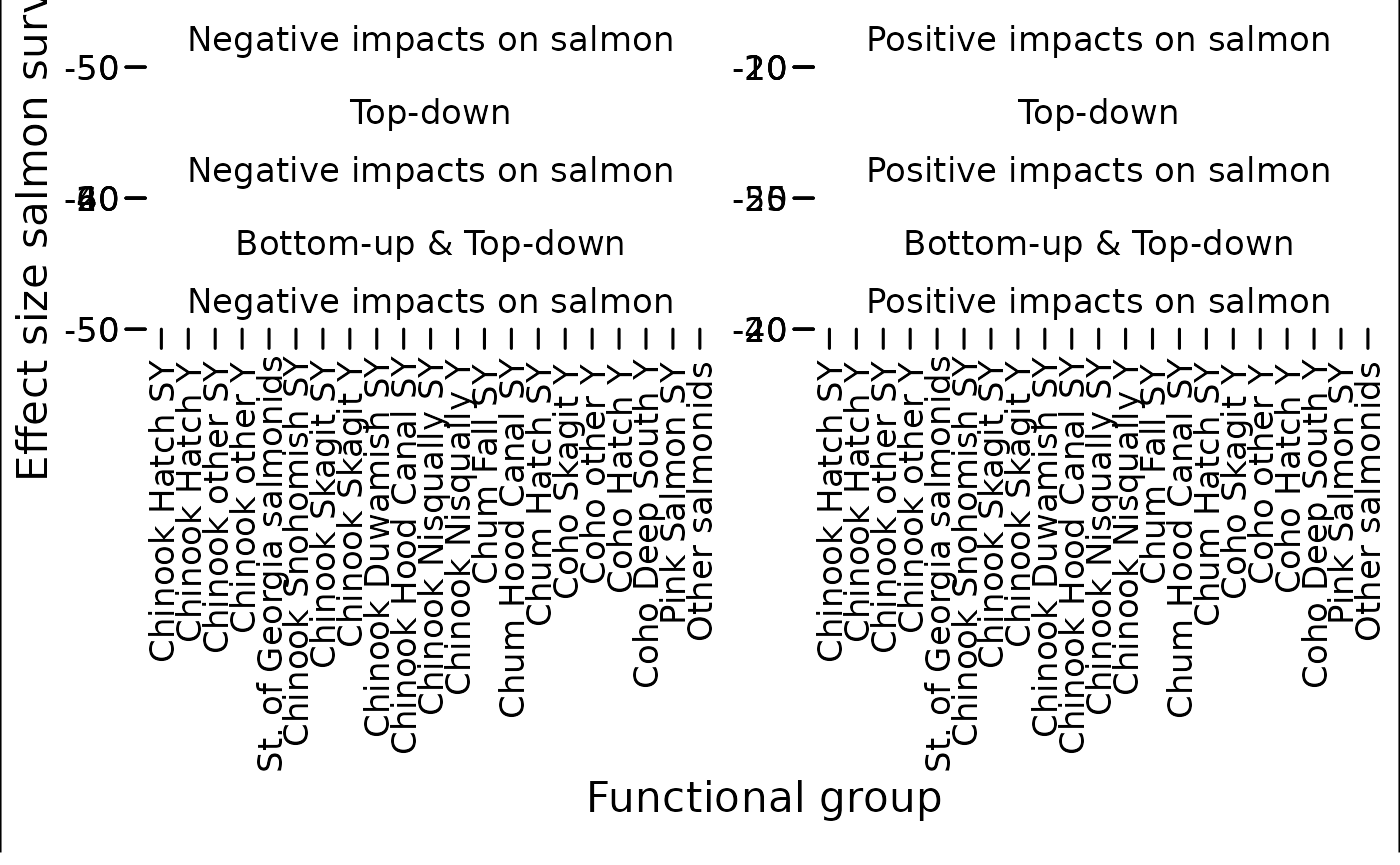 Effect size salmon surv
Negative impacts on salmon
Positive impacts on salmon
-50
Top-down
Top-down
Negative impacts on salmon
Positive impacts on salmon
Bottom-up & Top-down
Bottom-up & Top-down
Negative impacts on salmon
Positive impacts on salmon
-50
Chinook Hatch SY
Chinook Hatch Y
Chinook other SY
Chinook other Y
St. of Georgia salmonids
Chinook Snohomish SY
Chinook Skagit SY
Chinook Skagit Y
Chinook Duwamish SY
Chinook Hood Canal SY
Chinook Nisqually SY
Chinook Nisqually Y
Chum Fall SY
Chum Hood Canal SY
Chum Hatch SY
Coho Skagit Y
Coho other Y
Coho Hatch Y
Coho Deep South Y
Pink Salmon SY
Other salmonids
Chinook Hatch SY
Chinook Hatch Y
Chinook other SY
Chinook other Y
St. of Georgia salmonids
Chinook Snohomish SY
Chinook Skagit SY
Chinook Skagit Y
Chinook Duwamish SY
Chinook Hood Canal SY
Chinook Nisqually SY
Chinook Nisqually Y
Chum Fall SY
Chum Hood Canal SY
Chum Hatch SY
Coho Skagit Y
Coho other Y
Coho Hatch Y
Coho Deep South Y
Pink Salmon SY
Other salmonids
Functional group